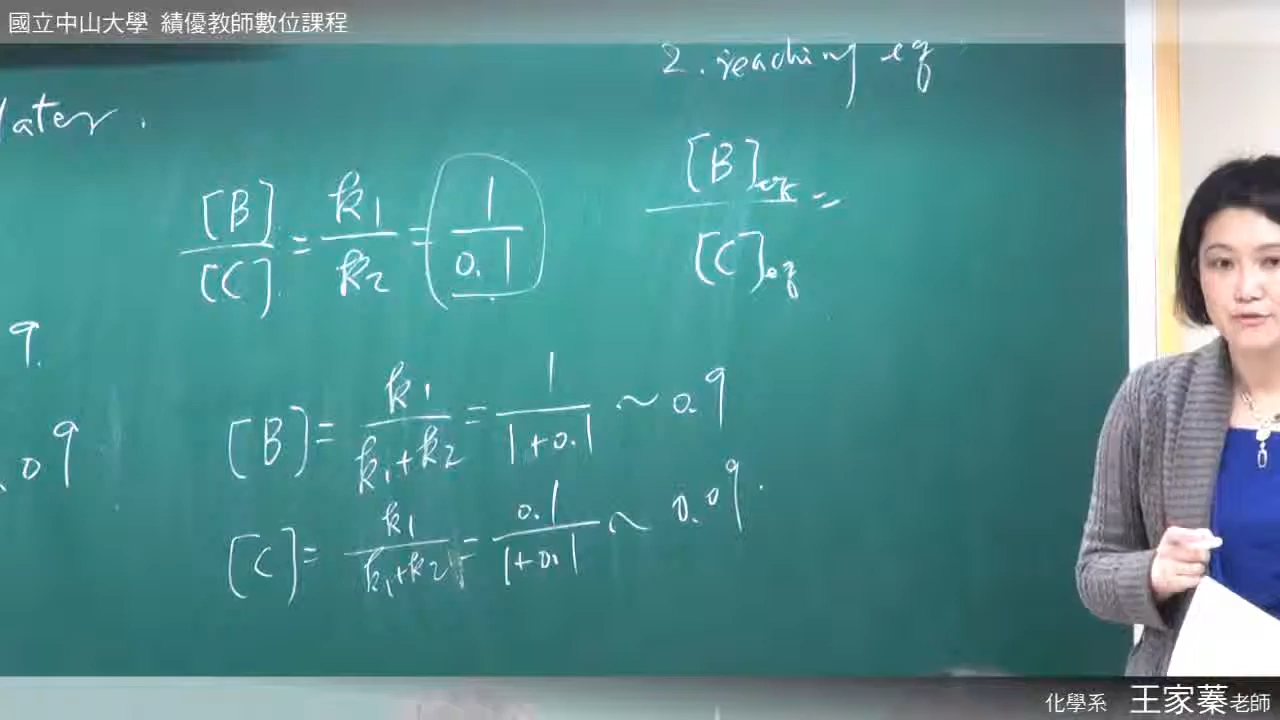 國立中山大學 績優教師數位課程
later.
2. reaching eq
[B]/[C] = k1/k2 = 1/0.1
[B]eq/[C]eq =
9.
[B] = k1/k1+k2 = 1/1+0.1 ~ 0.9
.09
[C] = k1/k1+k2 = 0.1/1+0.1 ~ 0.09.
化學系 王家蓁老師